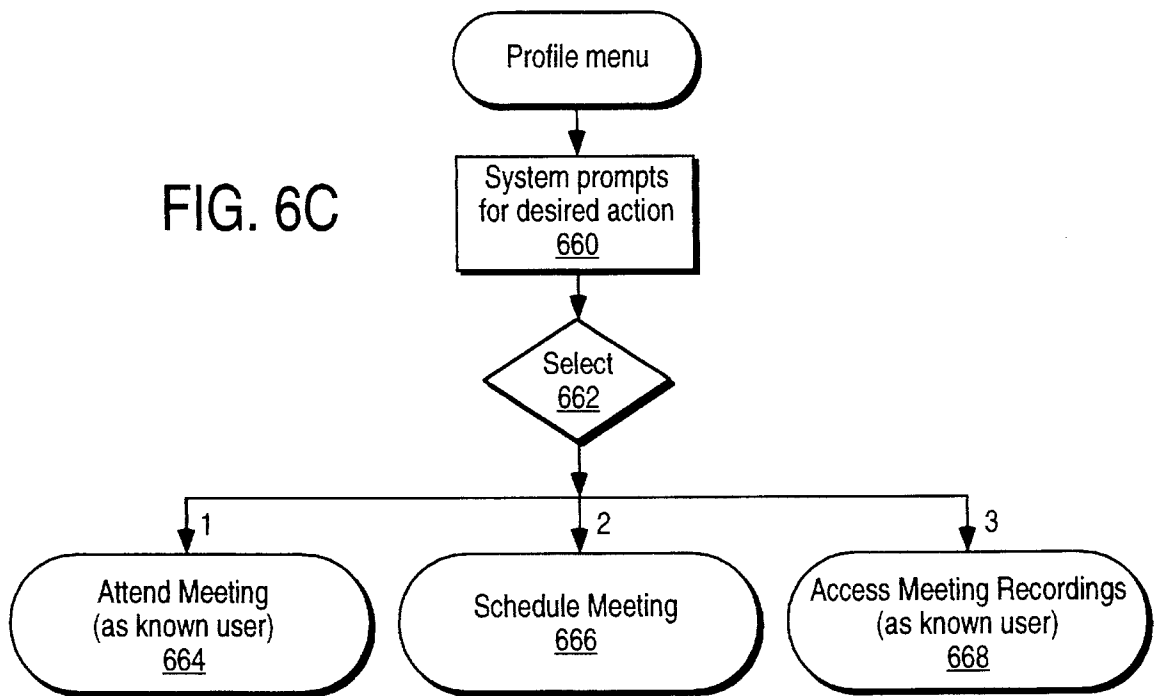 Profile menu
FIG. 6C
System prompts
for desired action
660
Select
662
1
2
3
Attend Meeting
(as known user)
664
Schedule Meeting
666
Access Meeting Recordings
(as known user)
668